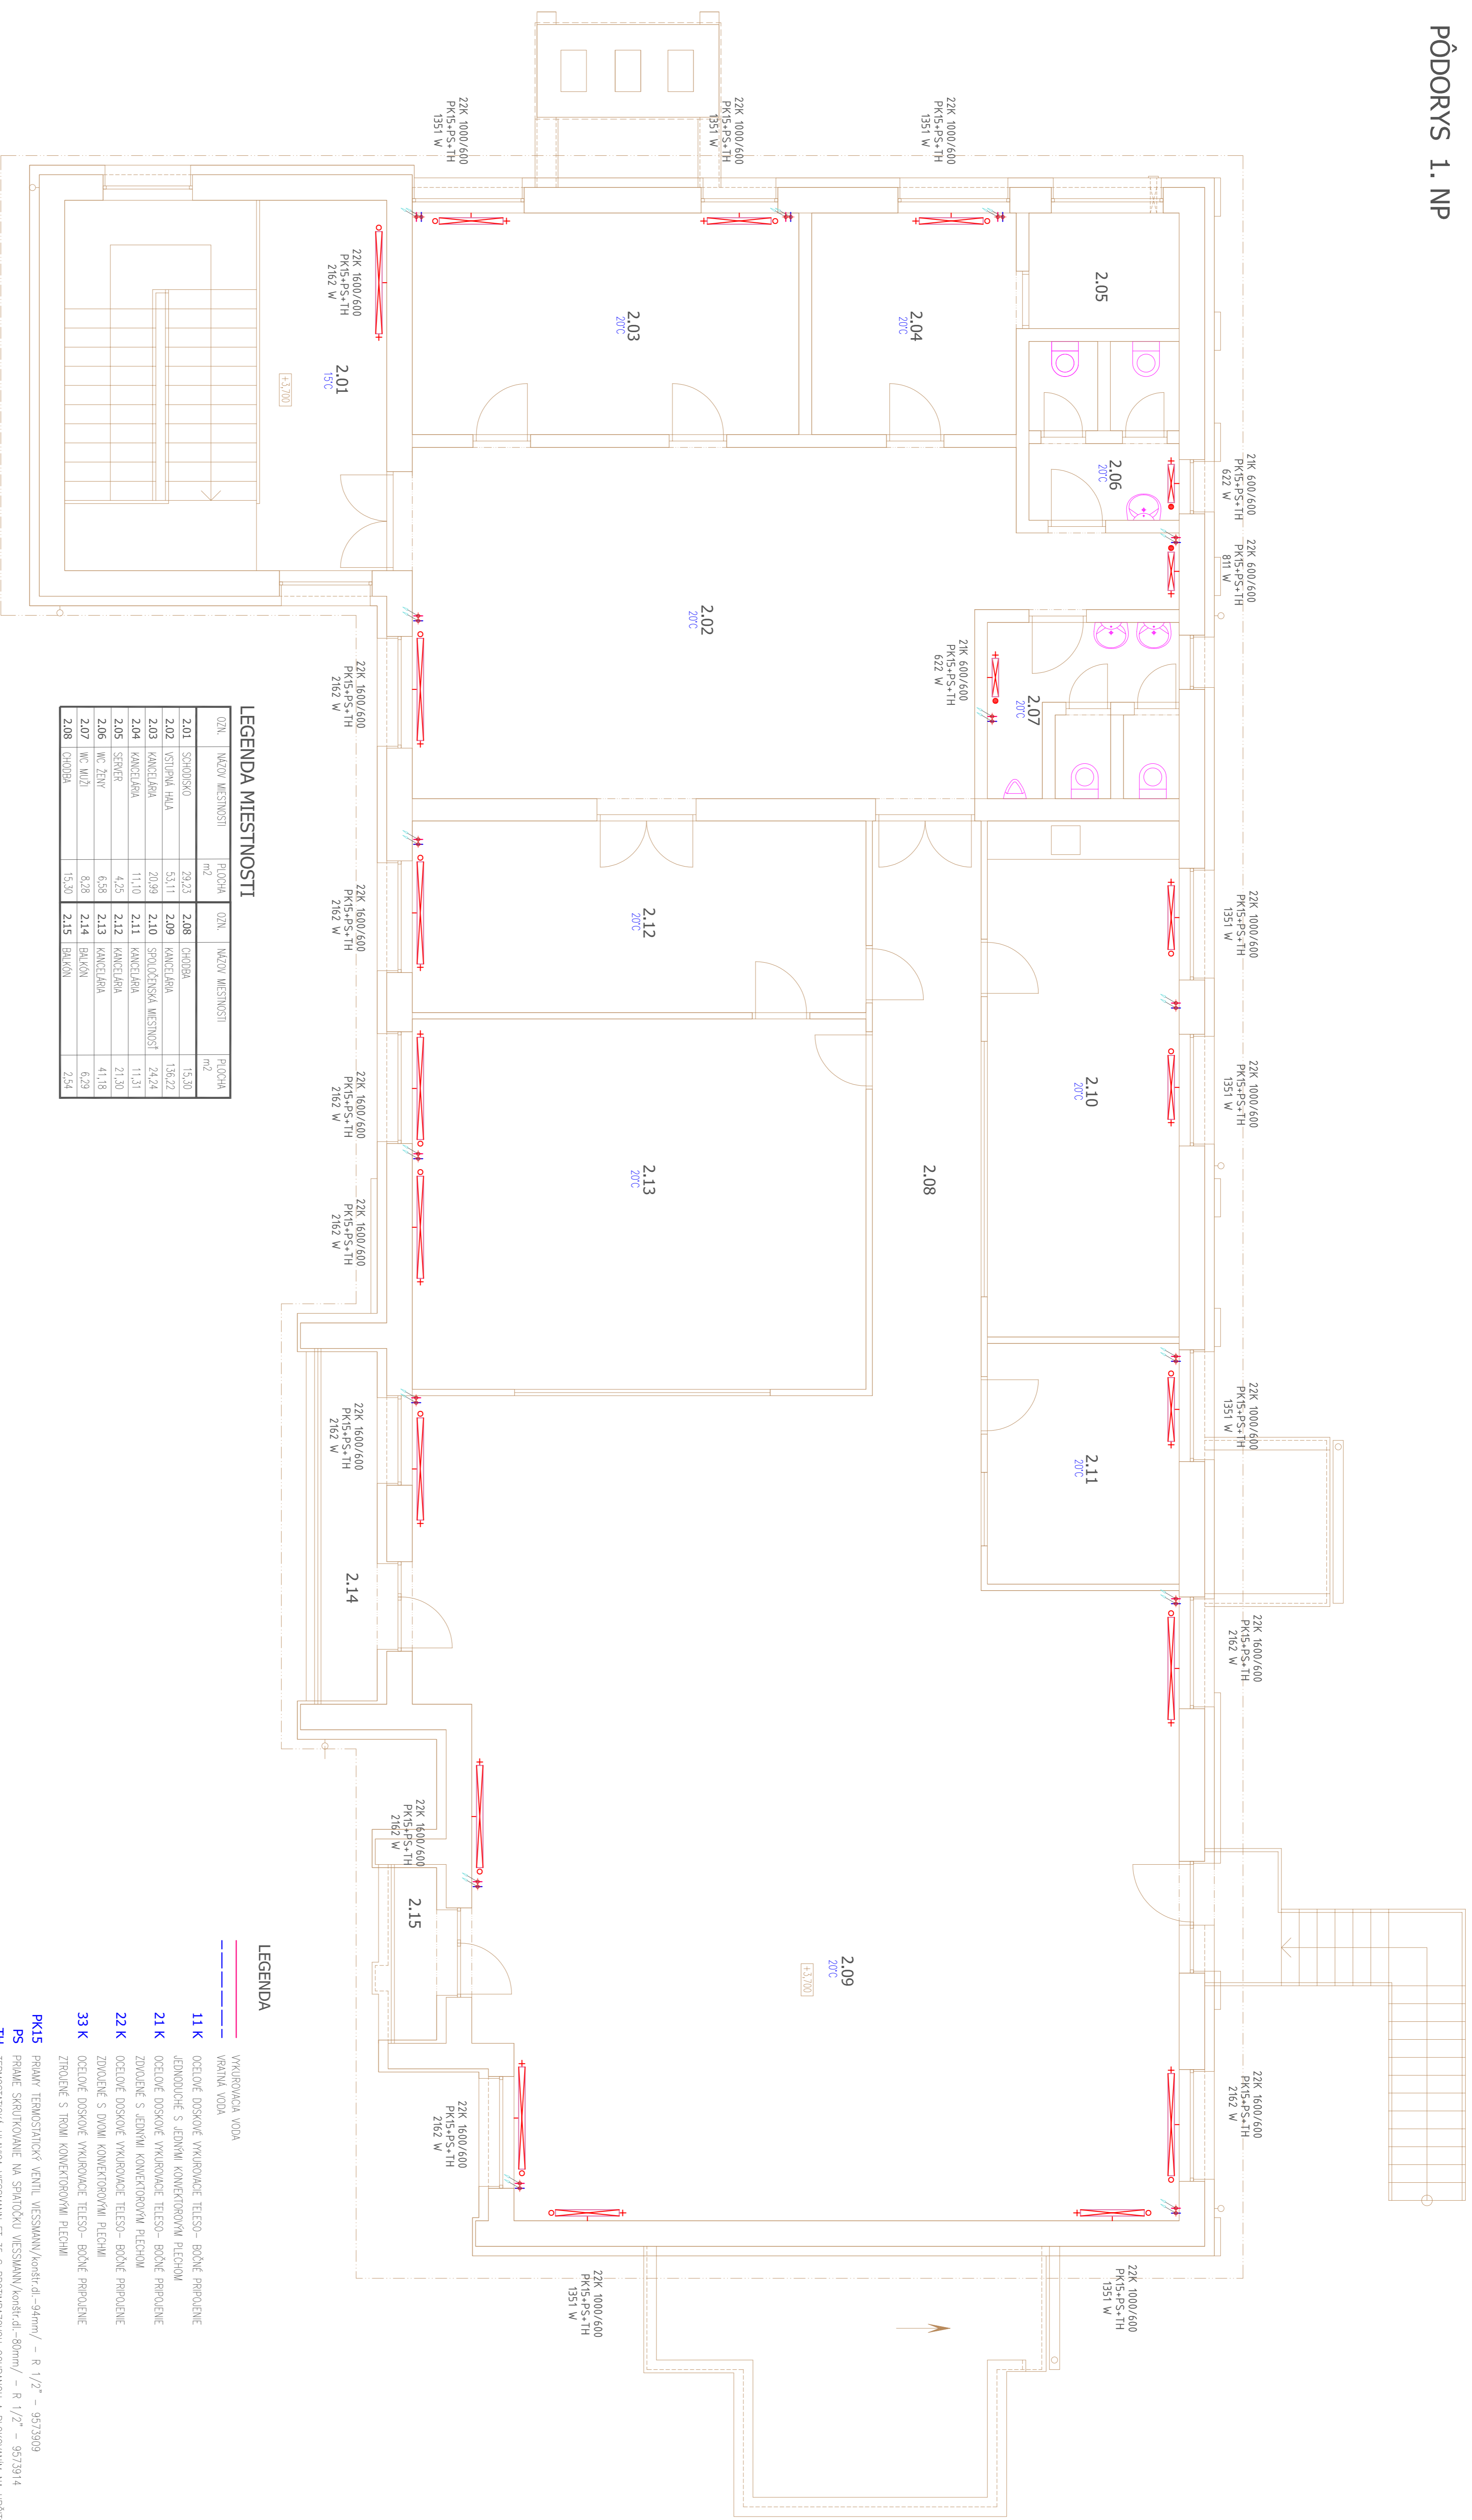 PÔDORYS 1. NP
22K 1000/600
PK15+PS+TH
1351 W
22K 1000/600
PK15+PS+TH
1351 W
22K 1000/600
PK15+PS+TH
1351 W
2.05
2.04
20°C
2.03
20°C
22K 1600/600
PK15+PS+TH
2162 W
2.01
15°C
+3,700
21K 600/600
PK15+PS+TH
622 W
22K 600/600
PK15+PS+TH
811 W
2.06
20°C
2.02
20°C
21K 600/600
PK15+PS+TH
622 W
2.07
20°C
22K 1600/600
PK15+PS+TH
2162 W
22K 1000/600
PK15+PS+TH
1351 W
22K 1000/600
PK15+PS+TH
1351 W
2.12
20°C
2.10
20°C
22K 1600/600
PK15+PS+TH
2162 W
22K 1600/600
PK15+PS+TH
2162 W
2.08
2.13
20°C
22K 1600/600
PK15+PS+TH
2162 W
22K 1000/600
PK15+PS+TH
1351 W
2.11
20°C
22K 1600/600
PK15+PS+TH
2162 W
2.14
22K 1600/600
PK15+PS+TH
2162 W
22K 1600/600
PK15+PS+TH
2162 W
2.15
2.09
20°C
+3,700
22K 1600/600
PK15+PS+TH
2162 W
22K 1600/600
PK15+PS+TH
2162 W
22K 1000/600
PK15+PS+TH
1351 W
22K 1000/600
PK15+PS+TH
1351 W
LEGENDA MIESTNOSTI
OZN. NÁZOV MIESTNOSTI PLOCHA m2 OZN. NÁZOV MIESTNOSTI PLOCHA m2
2.01 SCHODISKO 29,23 2.08 CHODBA 15,30
2.02 VSTUPNÁ HALA 53,11 2.09 KANCELÁRIA 136,22
2.03 KANCELÁRIA 20,99 2.10 SPOLOČENSKÁ MIESTNOSŤ 24,24
2.04 KANCELÁRIA 11,10 2.11 KANCELÁRIA 11,31
2.05 SERVER 4,25 2.12 KANCELÁRIA 21,30
2.06 WC ŽENY 6,58 2.13 KANCELÁRIA 41,18
2.07 WC MUŽI 8,28 2.14 BALKÓN 6,29
2.08 CHODBA 15,30 2.15 BALKÓN 2,54
LEGENDA
VYKUROVACIA VODA
VRATNÁ VODA
11 K OCEĽOVÉ DOSKOVÉ VYKUROVACIE TELESO- BOČNÉ PRIPOJENIE
JEDNODUCHÉ S JEDNÝMI KONVEKTOROVÝM PLECHOM
21 K OCEĽOVÉ DOSKOVÉ VYKUROVACIE TELESO- BOČNÉ PRIPOJENIE
ZDVOJENÉ S JEDNÝMI KONVEKTOROVÝM PLECHOM
22 K OCEĽOVÉ DOSKOVÉ VYKUROVACIE TELESO- BOČNÉ PRIPOJENIE
ZDVOJENÉ S DVOMI KONVEKTOROVÝMI PLECHMI
33 K OCEĽOVÉ DOSKOVÉ VYKUROVACIE TELESO- BOČNÉ PRIPOJENIE
ZTROJENÉ S TROMI KONVEKTOROVÝMI PLECHMI
PK15 PRIAMY TERMOSTATICKÝ VENTIL VIESSMANN/konštr.dl.-94mm/ - R 1/2" - 9573909
PS PRIAME SKRUTKOVANIE NA SPIATOČKU VIESSMANN/konštr.dl.-80mm/ - R 1/2" - 9573914
TH